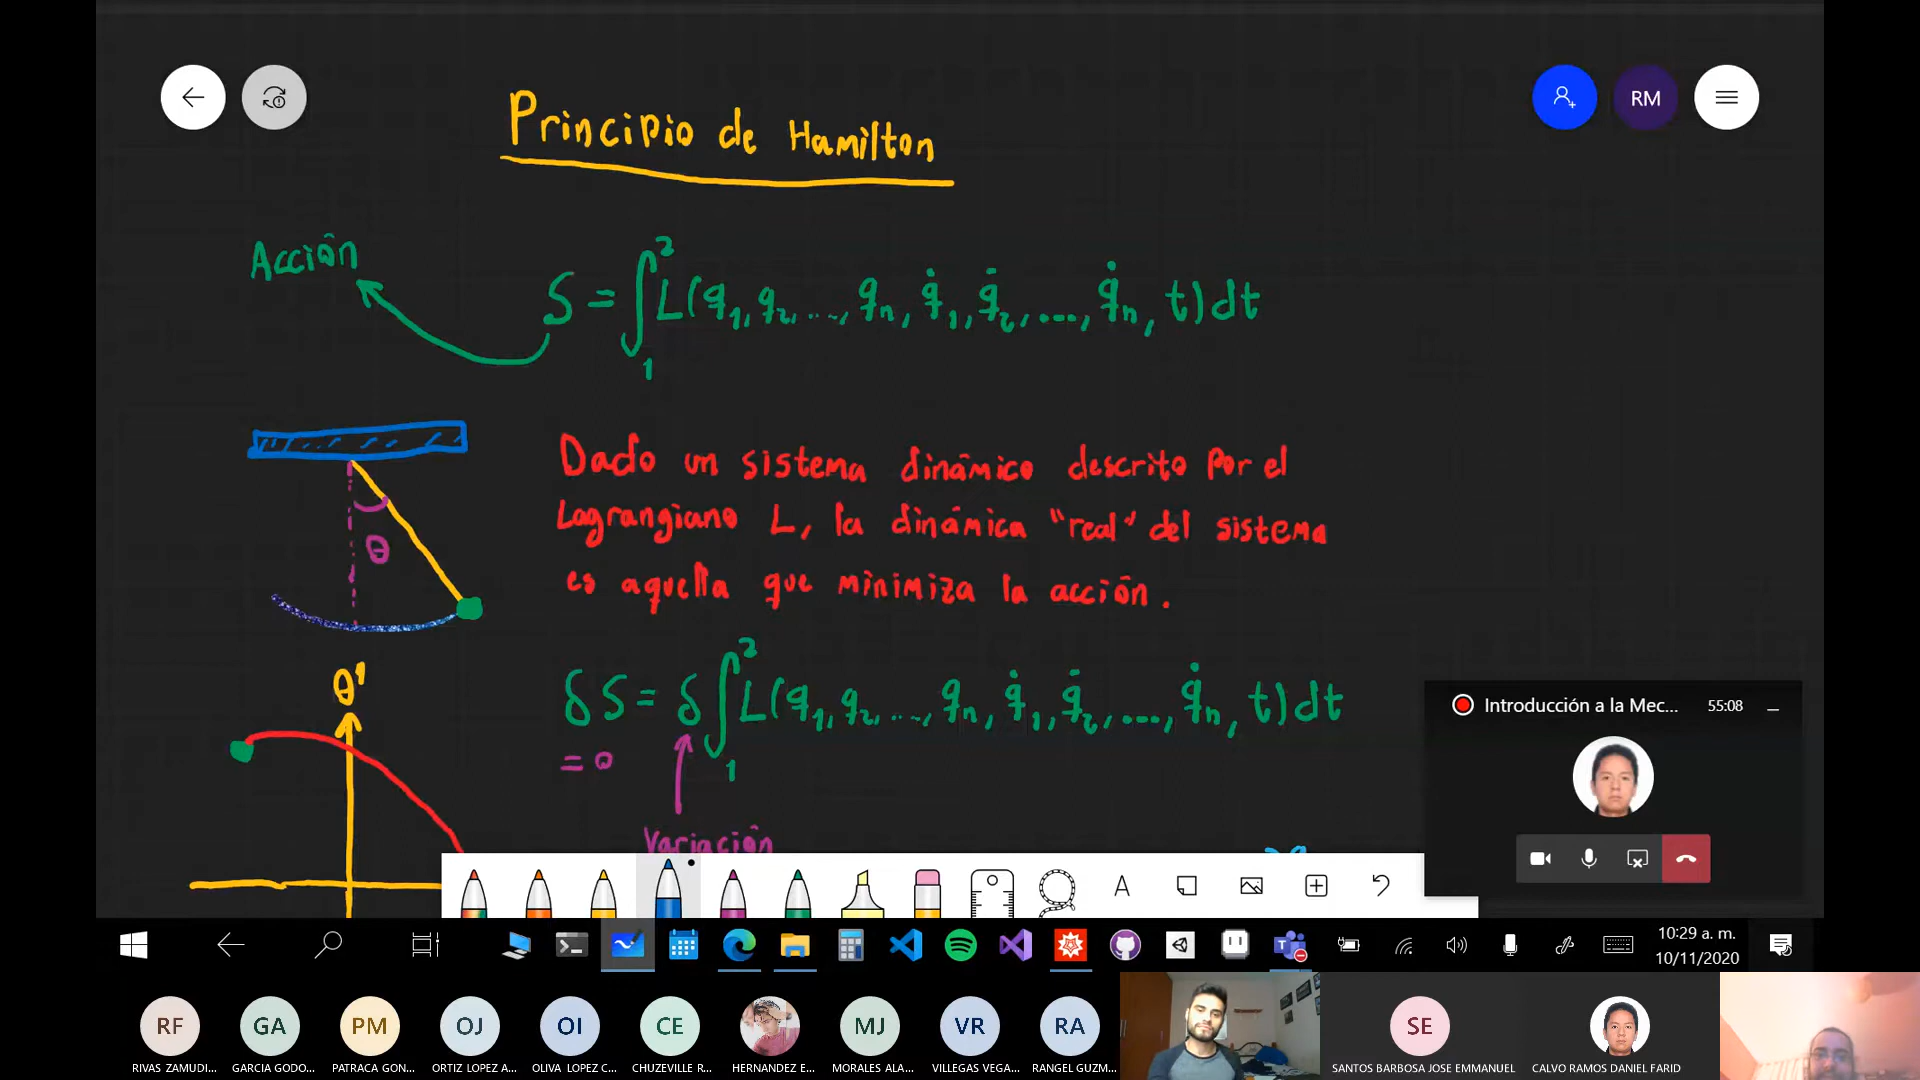 RM
Principio de Hamilton
Acción
S = ∫₁² L(q₁, q₂, ..., qₙ, q̇₁, q̇₂, ..., q̇ₙ, t) dt
θ
Dado un sistema dinámico descrito por el
Lagrangiano L, la dinámica "real" del sistema
es aquella que minimiza la acción.
θ'
δS = δ ∫₁² L(q₁, q₂, ..., qₙ, q̇₁, q̇₂, ..., q̇ₙ, t) dt
= 0
Variación
Introducción a la Mec... 55:08
A
10:29 a. m.
10/11/2020
RF GA PM OJ OI CE MJ VR RA SE
RIVAS ZAMUDI... GARCIA GODO... PATRACA GON... ORTIZ LOPEZ A... OLIVA LOPEZ C... CHUZEVILLE R... HERNANDEZ E... MORALES ALA... VILLEGAS VEGA... RANGEL GUZM... SANTOS BARBOSA JOSE EMMANUEL CALVO RAMOS DANIEL FARID